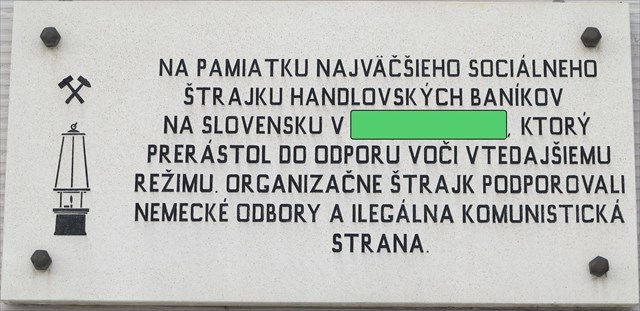 NA PAMIATKU NAJVÄČŠIEHO SOCIÁLNEHO
ŠTRAJKU HANDLOVSKÝCH BANÍKOV
NA SLOVENSKU V , KTORÝ
PRERÁSTOL DO ODPORU VOČI VTEDAJŠIEMU
REŽIMU. ORGANIZAČNE ŠTRAJK PODPOROVALI
NEMECKÉ ODBORY A ILEGÁLNA KOMUNISTICKÁ
STRANA.